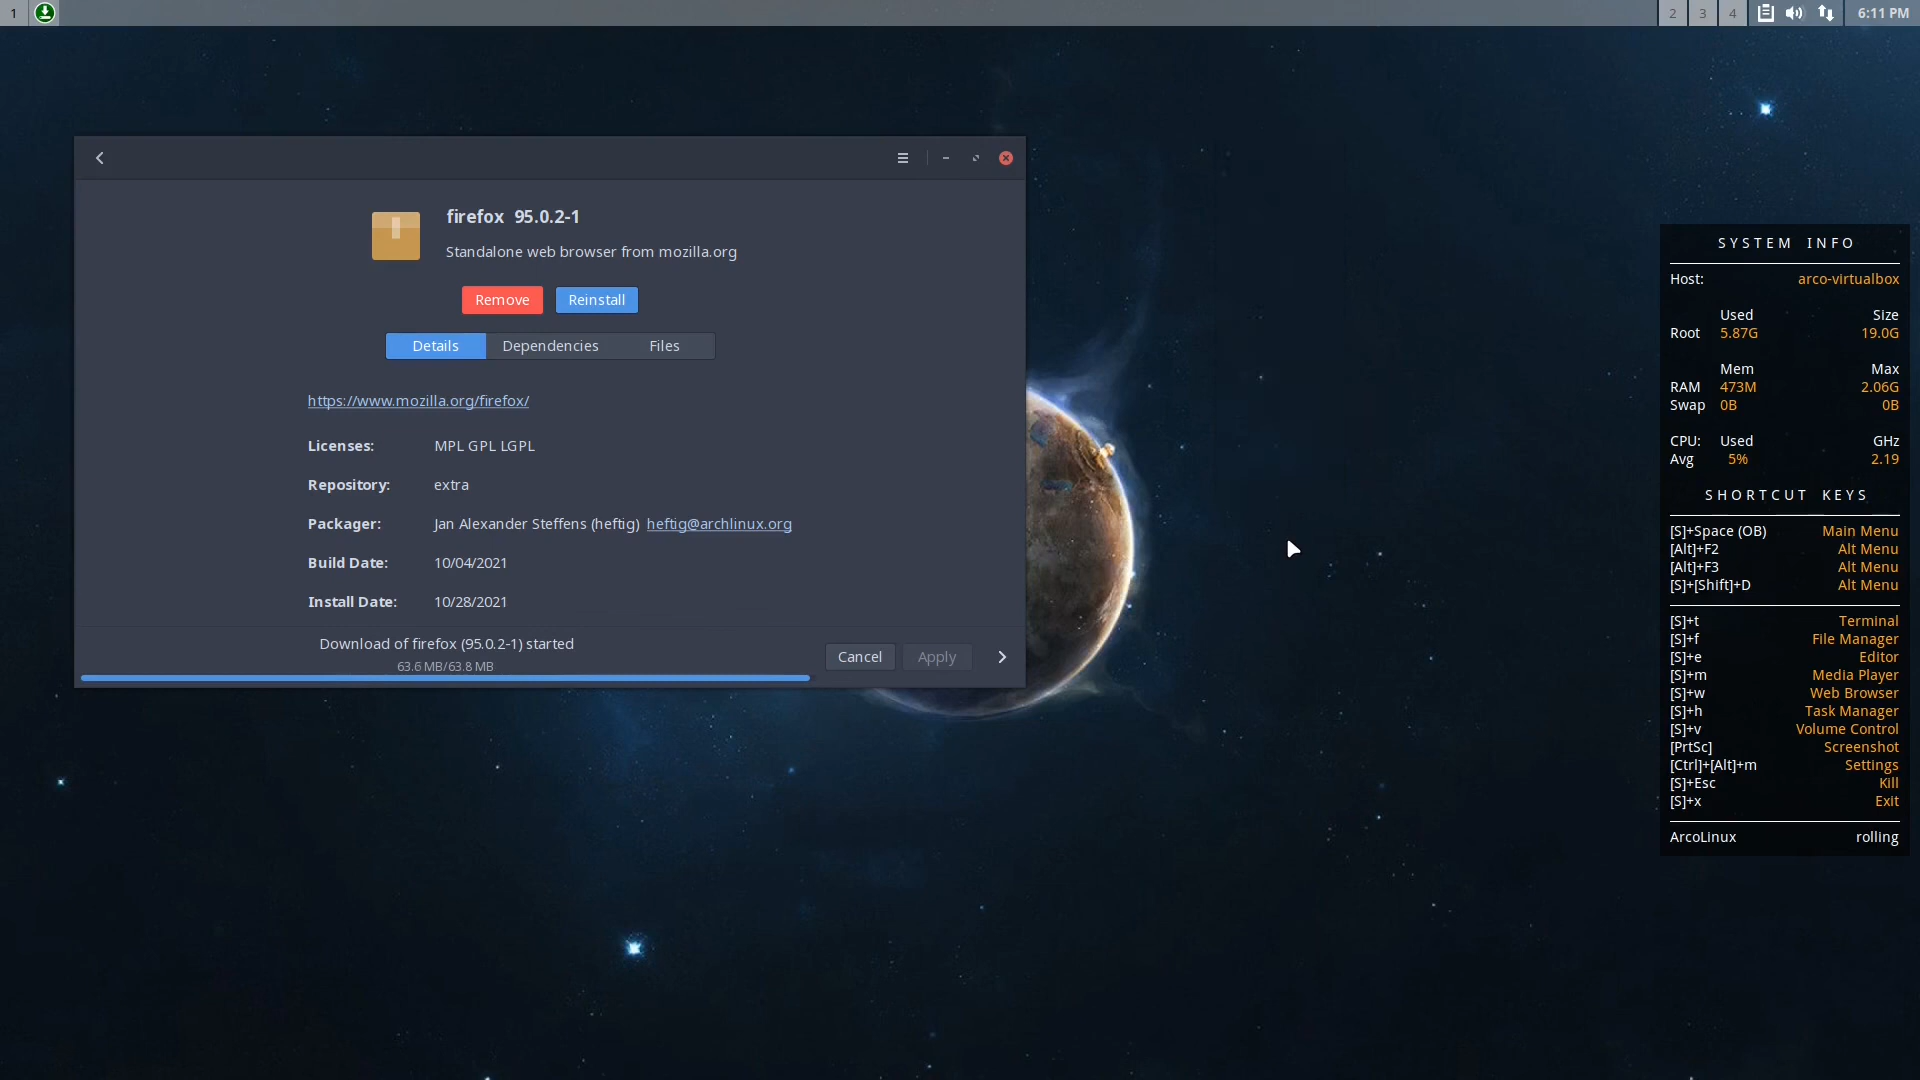 1
2 3 4 6:11 PM
firefox 95.0.2-1
Standalone web browser from mozilla.org
Remove Reinstall
Details Dependencies Files
https://www.mozilla.org/firefox/
Licenses: MPL GPL LGPL
Repository: extra
Packager: Jan Alexander Steffens (heftig) heftig@archlinux.org
Build Date: 10/04/2021
Install Date: 10/28/2021
Download of firefox (95.0.2-1) started
63.6 MB/63.8 MB
Cancel Apply
SYSTEM INFO
Host: arco-virtualbox
Used Size
Root 5.87G 19.0G
Mem Max
RAM 473M 2.06G
Swap 0B 0B
CPU: Used GHz
Avg 5% 2.19
SHORTCUT KEYS
[S]+Space (OB) Main Menu
[Alt]+F2 Alt Menu
[Alt]+F3 Alt Menu
[S]+[Shift]+D Alt Menu
[S]+t Terminal
[S]+f File Manager
[S]+e Editor
[S]+m Media Player
[S]+w Web Browser
[S]+h Task Manager
[S]+v Volume Control
[PrtSc] Screenshot
[Ctrl]+[Alt]+m Settings
[S]+Esc Kill
[S]+x Exit
ArcoLinux rolling